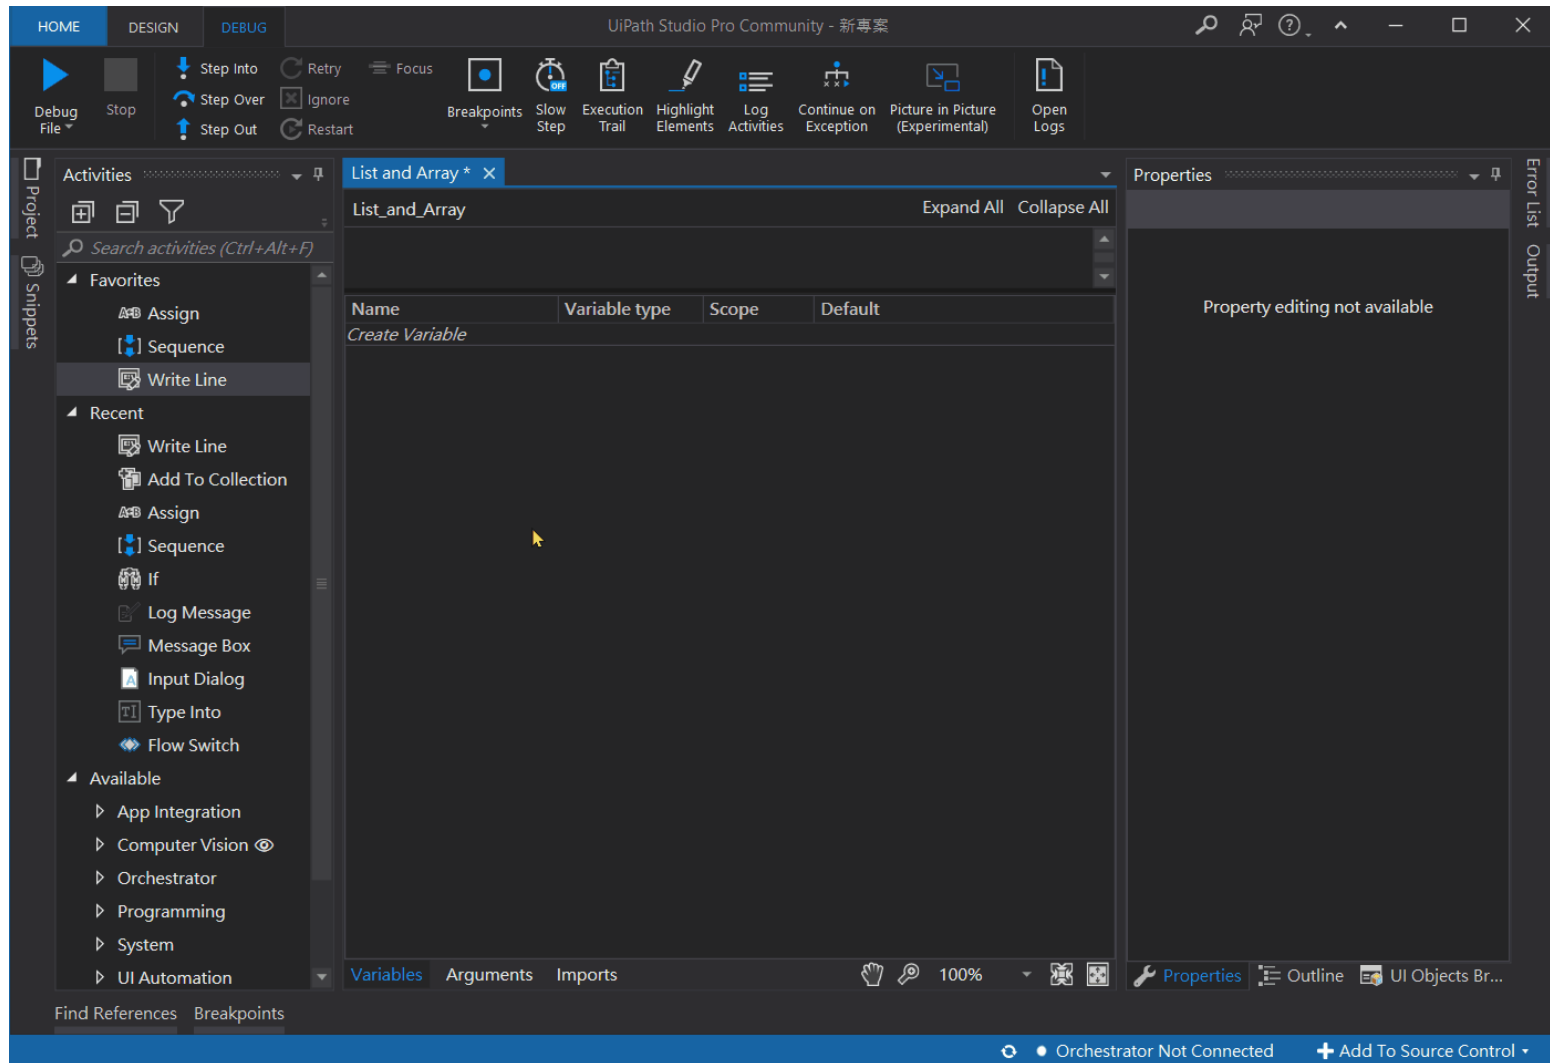 HOME DESIGN DEBUG UiPath Studio Pro Community - 新專案
Debug File
Stop
Step Into
Step Over
Step Out
Retry
Ignore
Restart
Focus
Breakpoints
Slow Step
OFF
Execution Trail
Highlight Elements
Log Activities
Continue on Exception
Picture in Picture (Experimental)
Open Logs
Project
Snippets
Activities
Search activities (Ctrl+Alt+F)
Favorites
Assign
Sequence
Write Line
Recent
Write Line
Add To Collection
Assign
Sequence
If
Log Message
Message Box
Input Dialog
Type Into
Flow Switch
Available
App Integration
Computer Vision
Orchestrator
Programming
System
UI Automation
List and Array *
List_and_Array Expand All Collapse All
Name Variable type Scope Default
Create Variable
Variables Arguments Imports 100%
Properties
Property editing not available
Properties Outline UI Objects Br...
Error List
Output
Find References Breakpoints
Orchestrator Not Connected Add To Source Control